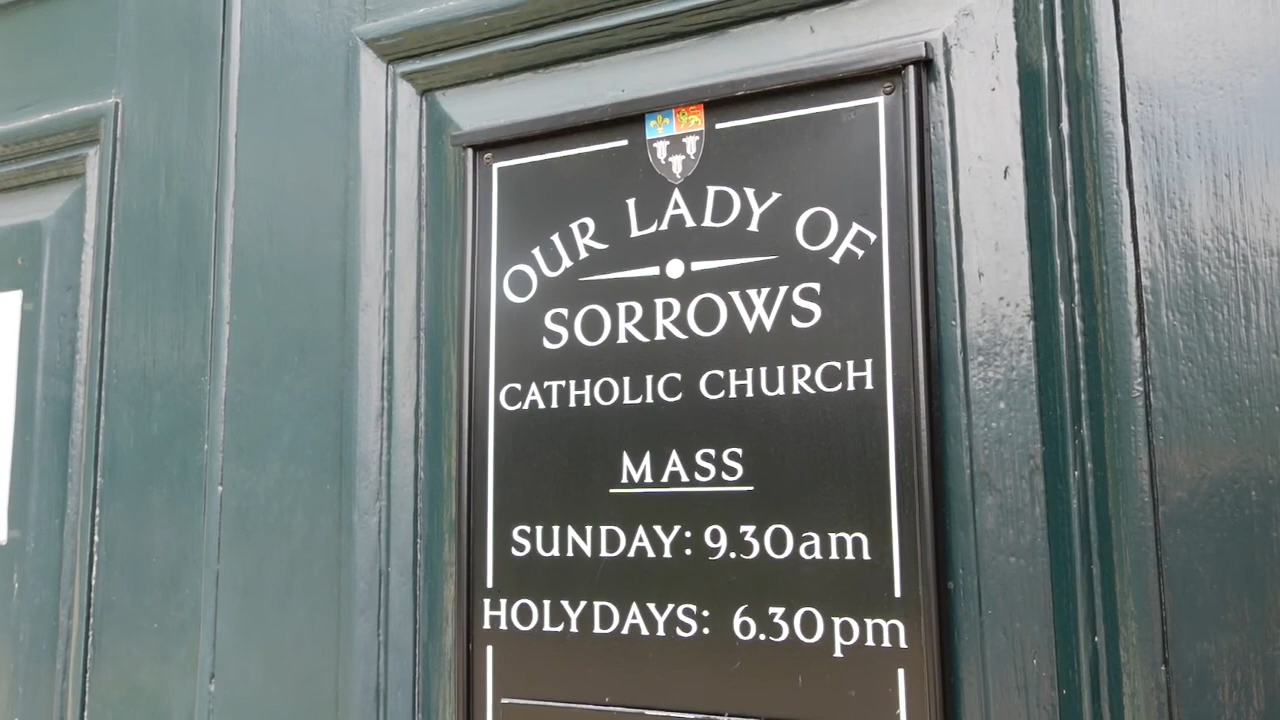 OUR LADY OF
SORROWS
CATHOLIC CHURCH
MASS
SUNDAY: 9.30am
HOLYDAYS: 6.30pm